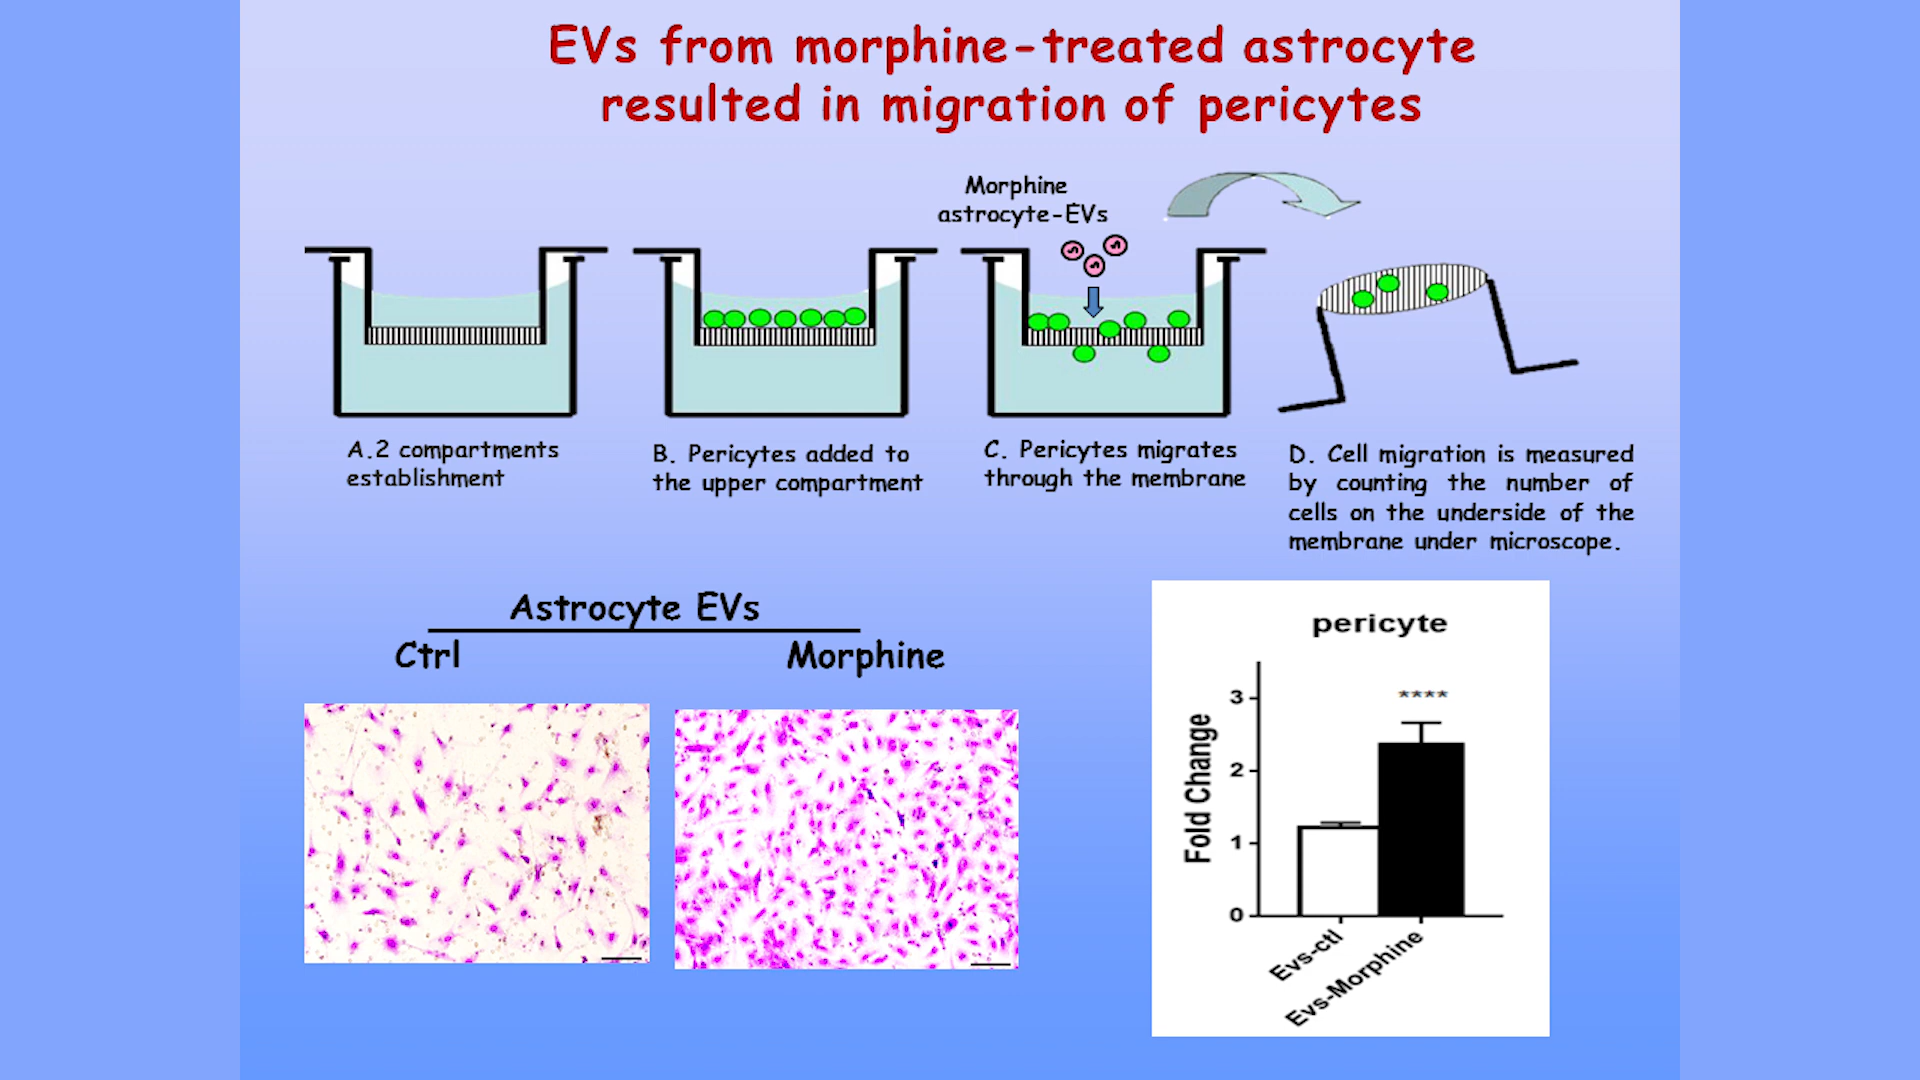 EVs from morphine-treated astrocyte
resulted in migration of pericytes
Morphine
astrocyte-EVs
A.2 compartments
establishment
B. Pericytes added to
the upper compartment
C. Pericytes migrates
through the membrane
D. Cell migration is measured
by counting the number of
cells on the underside of the
membrane under microscope.
Astrocyte EVs
Ctrl
Morphine
pericyte
Fold Change
3
2
1
0
****
Evs-ctl
Evs-Morphine